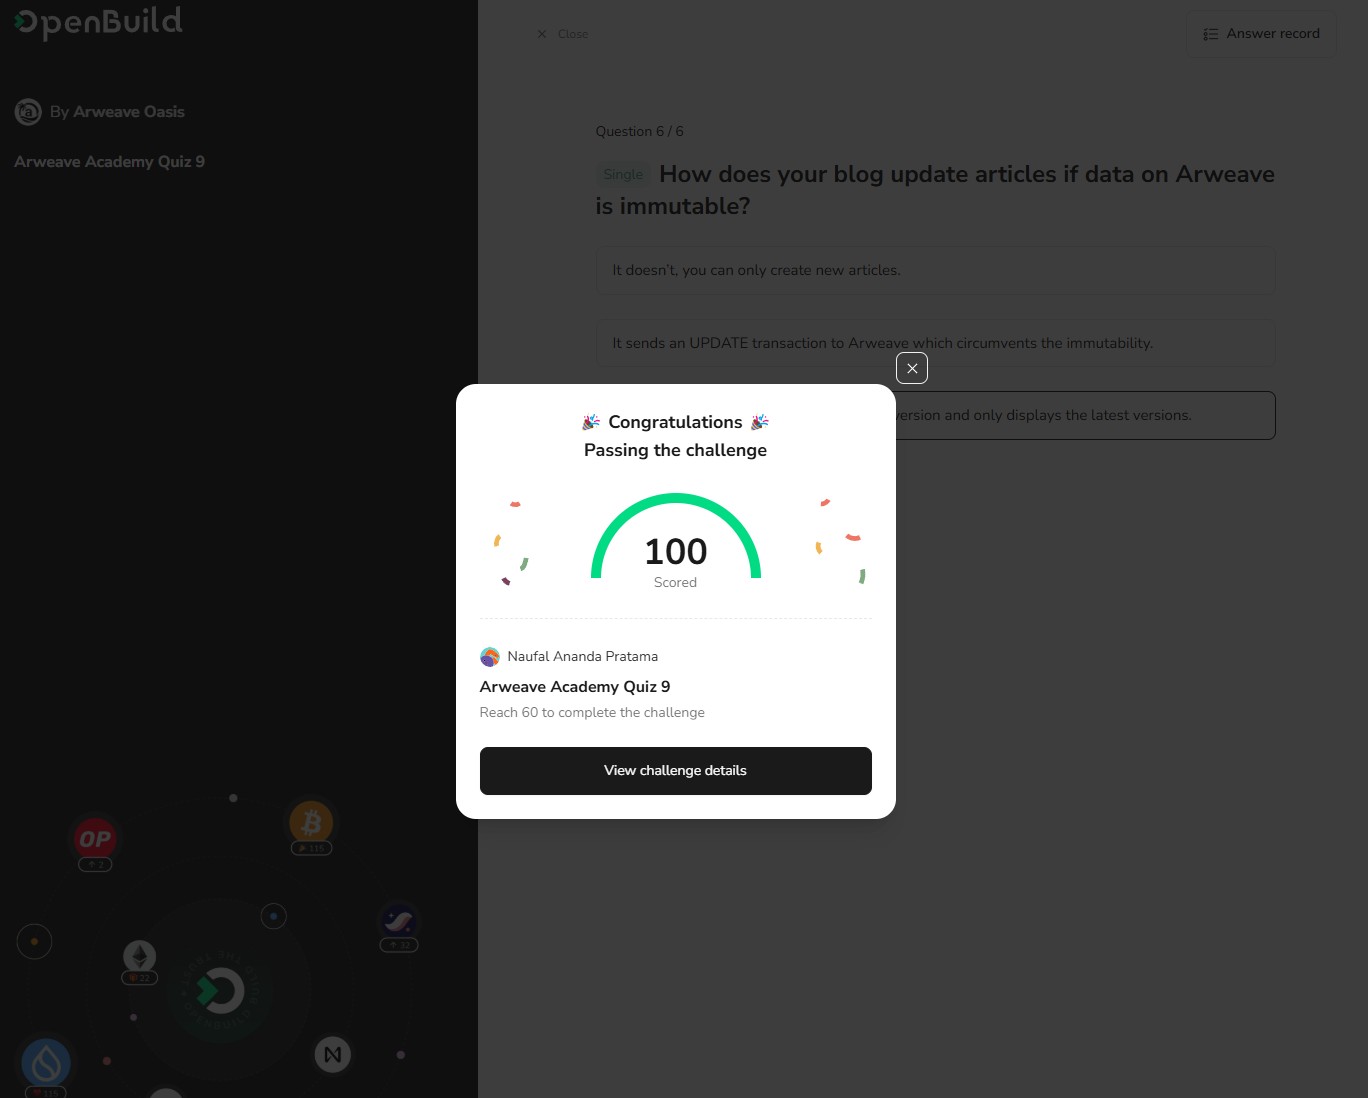 OpenBuild
Close
Answer record
By Arweave Oasis
Arweave Academy Quiz 9
Question 6 / 6
Single How does your blog update articles if data on Arweave
is immutable?
It doesn't, you can only create new articles.
It sends an UPDATE transaction to Arweave which circumvents the immutability.
version and only displays the latest versions.
🎉 Congratulations 🎉
Passing the challenge
100
Scored
Naufal Ananda Pratama
Arweave Academy Quiz 9
Reach 60 to complete the challenge
View challenge details
OP
115
32
22
115